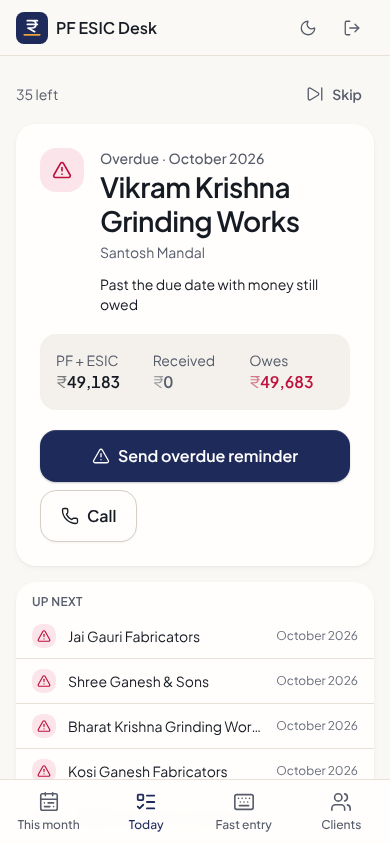 ₹ PF ESIC Desk
35 left
Skip
Overdue · October 2026
Vikram Krishna
Grinding Works
Santosh Mandal
Past the due date with money still
owed
PF + ESIC Received Owes
₹49,183 ₹0 ₹49,683
Send overdue reminder
Call
UP NEXT
Jai Gauri Fabricators October 2026
Shree Ganesh & Sons October 2026
Bharat Krishna Grinding Wor... October 2026
Kosi Ganesh Fabricators October 2026
This month Today Fast entry Clients